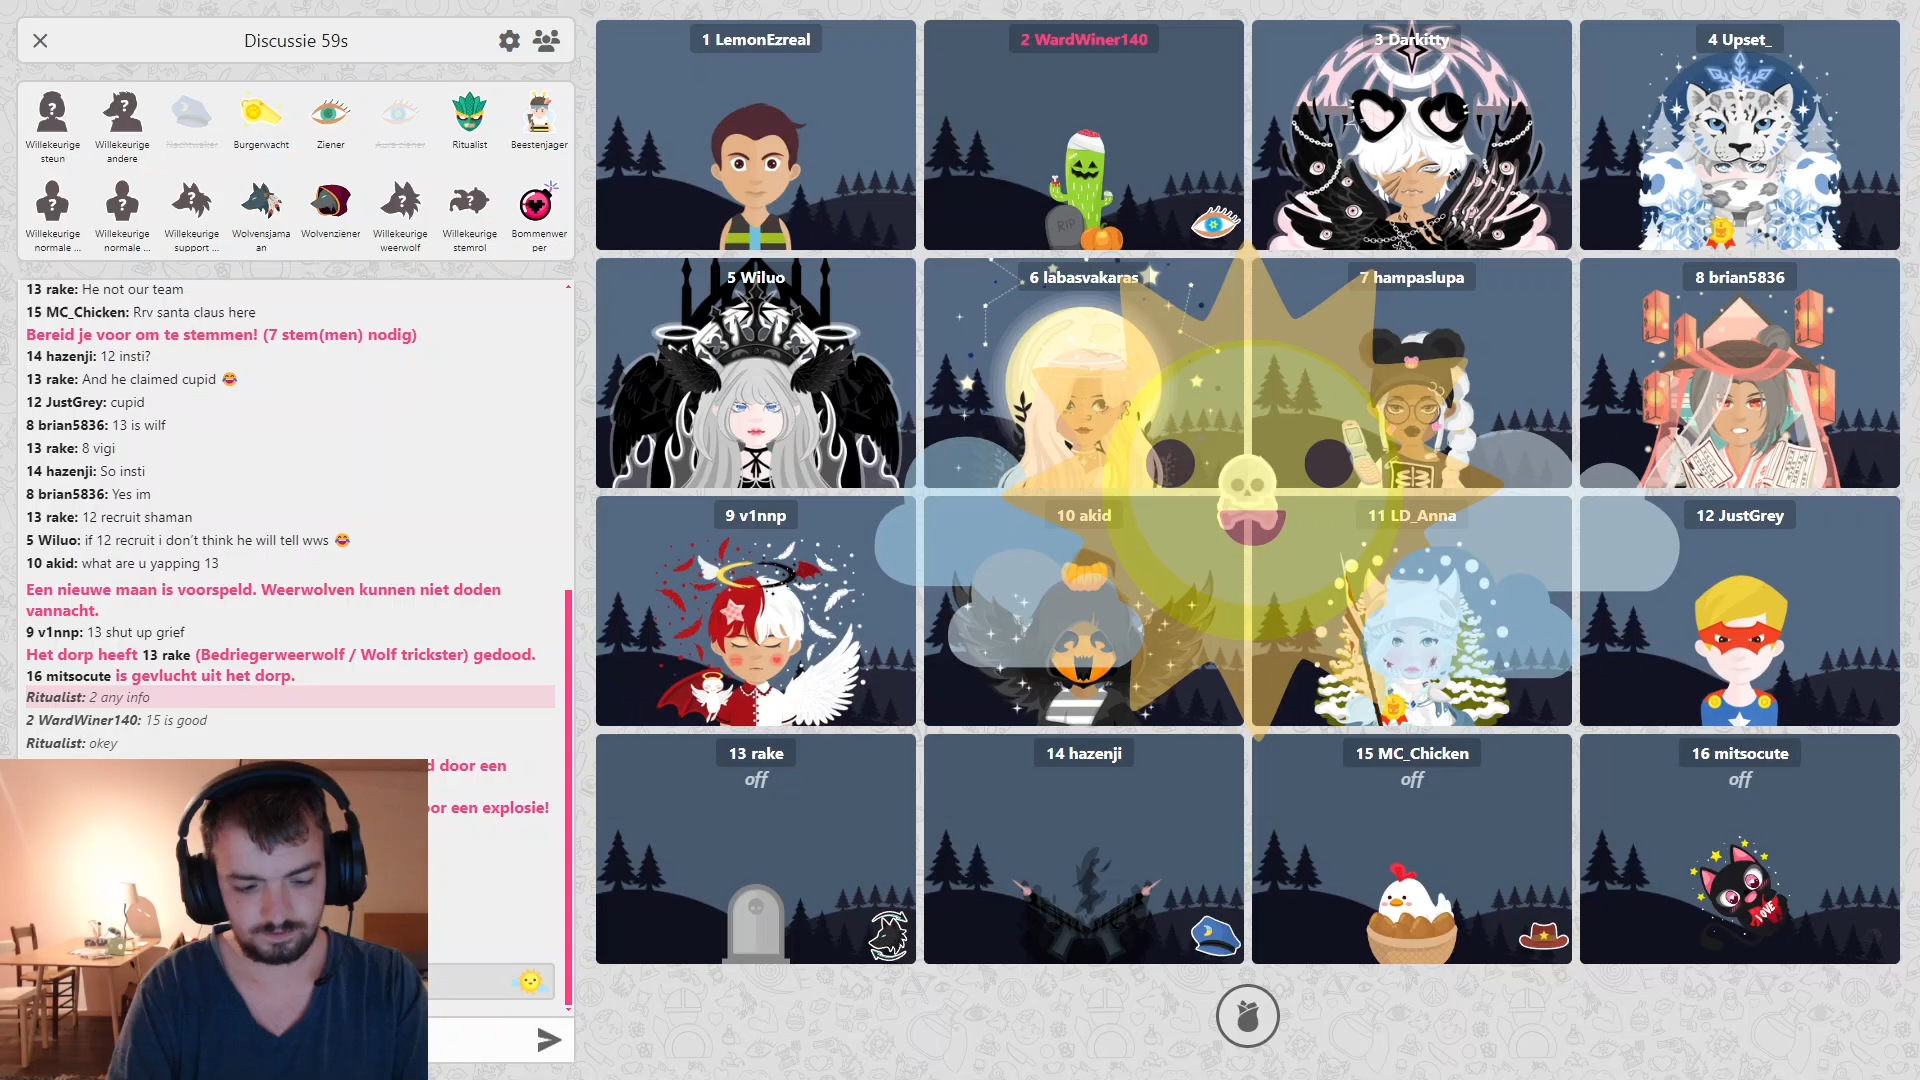 Discussie 59s
Willekeurige steun
Willekeurige andere
Nachtwaker
Burgerwacht
Ziener
Aura ziener
Ritualist
Beestenjager
Willekeurige normale ...
Willekeurige normale ...
Willekeurige support ...
Wolvensjamaan
Wolvenziener
Willekeurige weerwolf
Willekeurige stemrol
Bommenwerper
13 rake: He not our team
15 MC_Chicken: Rrv santa claus here
Bereid je voor om te stemmen! (7 stem(men) nodig)
14 hazenji: 12 insti?
13 rake: And he claimed cupid 😂
12 JustGrey: cupid
8 brian5836: 13 is wilf
13 rake: 8 vigi
14 hazenji: So insti
8 brian5836: Yes im
13 rake: 12 recruit shaman
5 Wiluo: if 12 recruit i don't think he will tell wws 😂
10 akid: what are u yapping 13
Een nieuwe maan is voorspeld. Weerwolven kunnen niet doden
vannacht.
9 v1nnp: 13 shut up grief
Het dorp heeft 13 rake (Bedriegerweerwolf / Wolf trickster) gedood.
16 mitsocute is gevlucht uit het dorp.
Ritualist: 2 any info
2 WardWiner140: 15 is good
Ritualist: okey
d door een
oor een explosie!
1 LemonEzreal
2 WardWiner140
3 Darkitty
4 Upset_
RIP
5 Wiluo
6 labasvakaras
7 hampaslupa
8 brian5836
9 v1nnp
10 akid
11 LD_Anna
12 JustGrey
13 rake
off
14 hazenji
15 MC_Chicken
off
16 mitsocute
off
LOVE